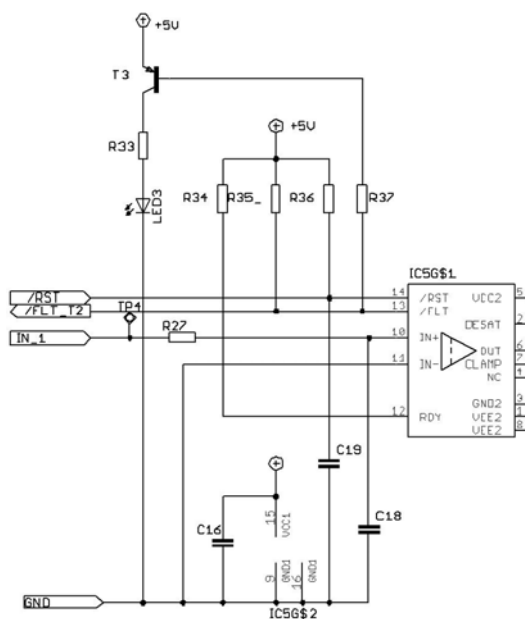 +5V
T3
+5V
R33
R34
R35_
R36
R37
LED3
IC5G$1
/RST
14
/RST
VCC2
5
/FLT_T2
13
/FLT
TP4
DESAT
2
IN_1
R27
10
IN+
OUT
6
11
IN-
CLAMP
7
NC
4
GND2
3
12
RDY
VEE2
1
VEE2
8
C19
C16
15
VCC1
C18
9
GND1
16
GND1
GND
IC5G$2